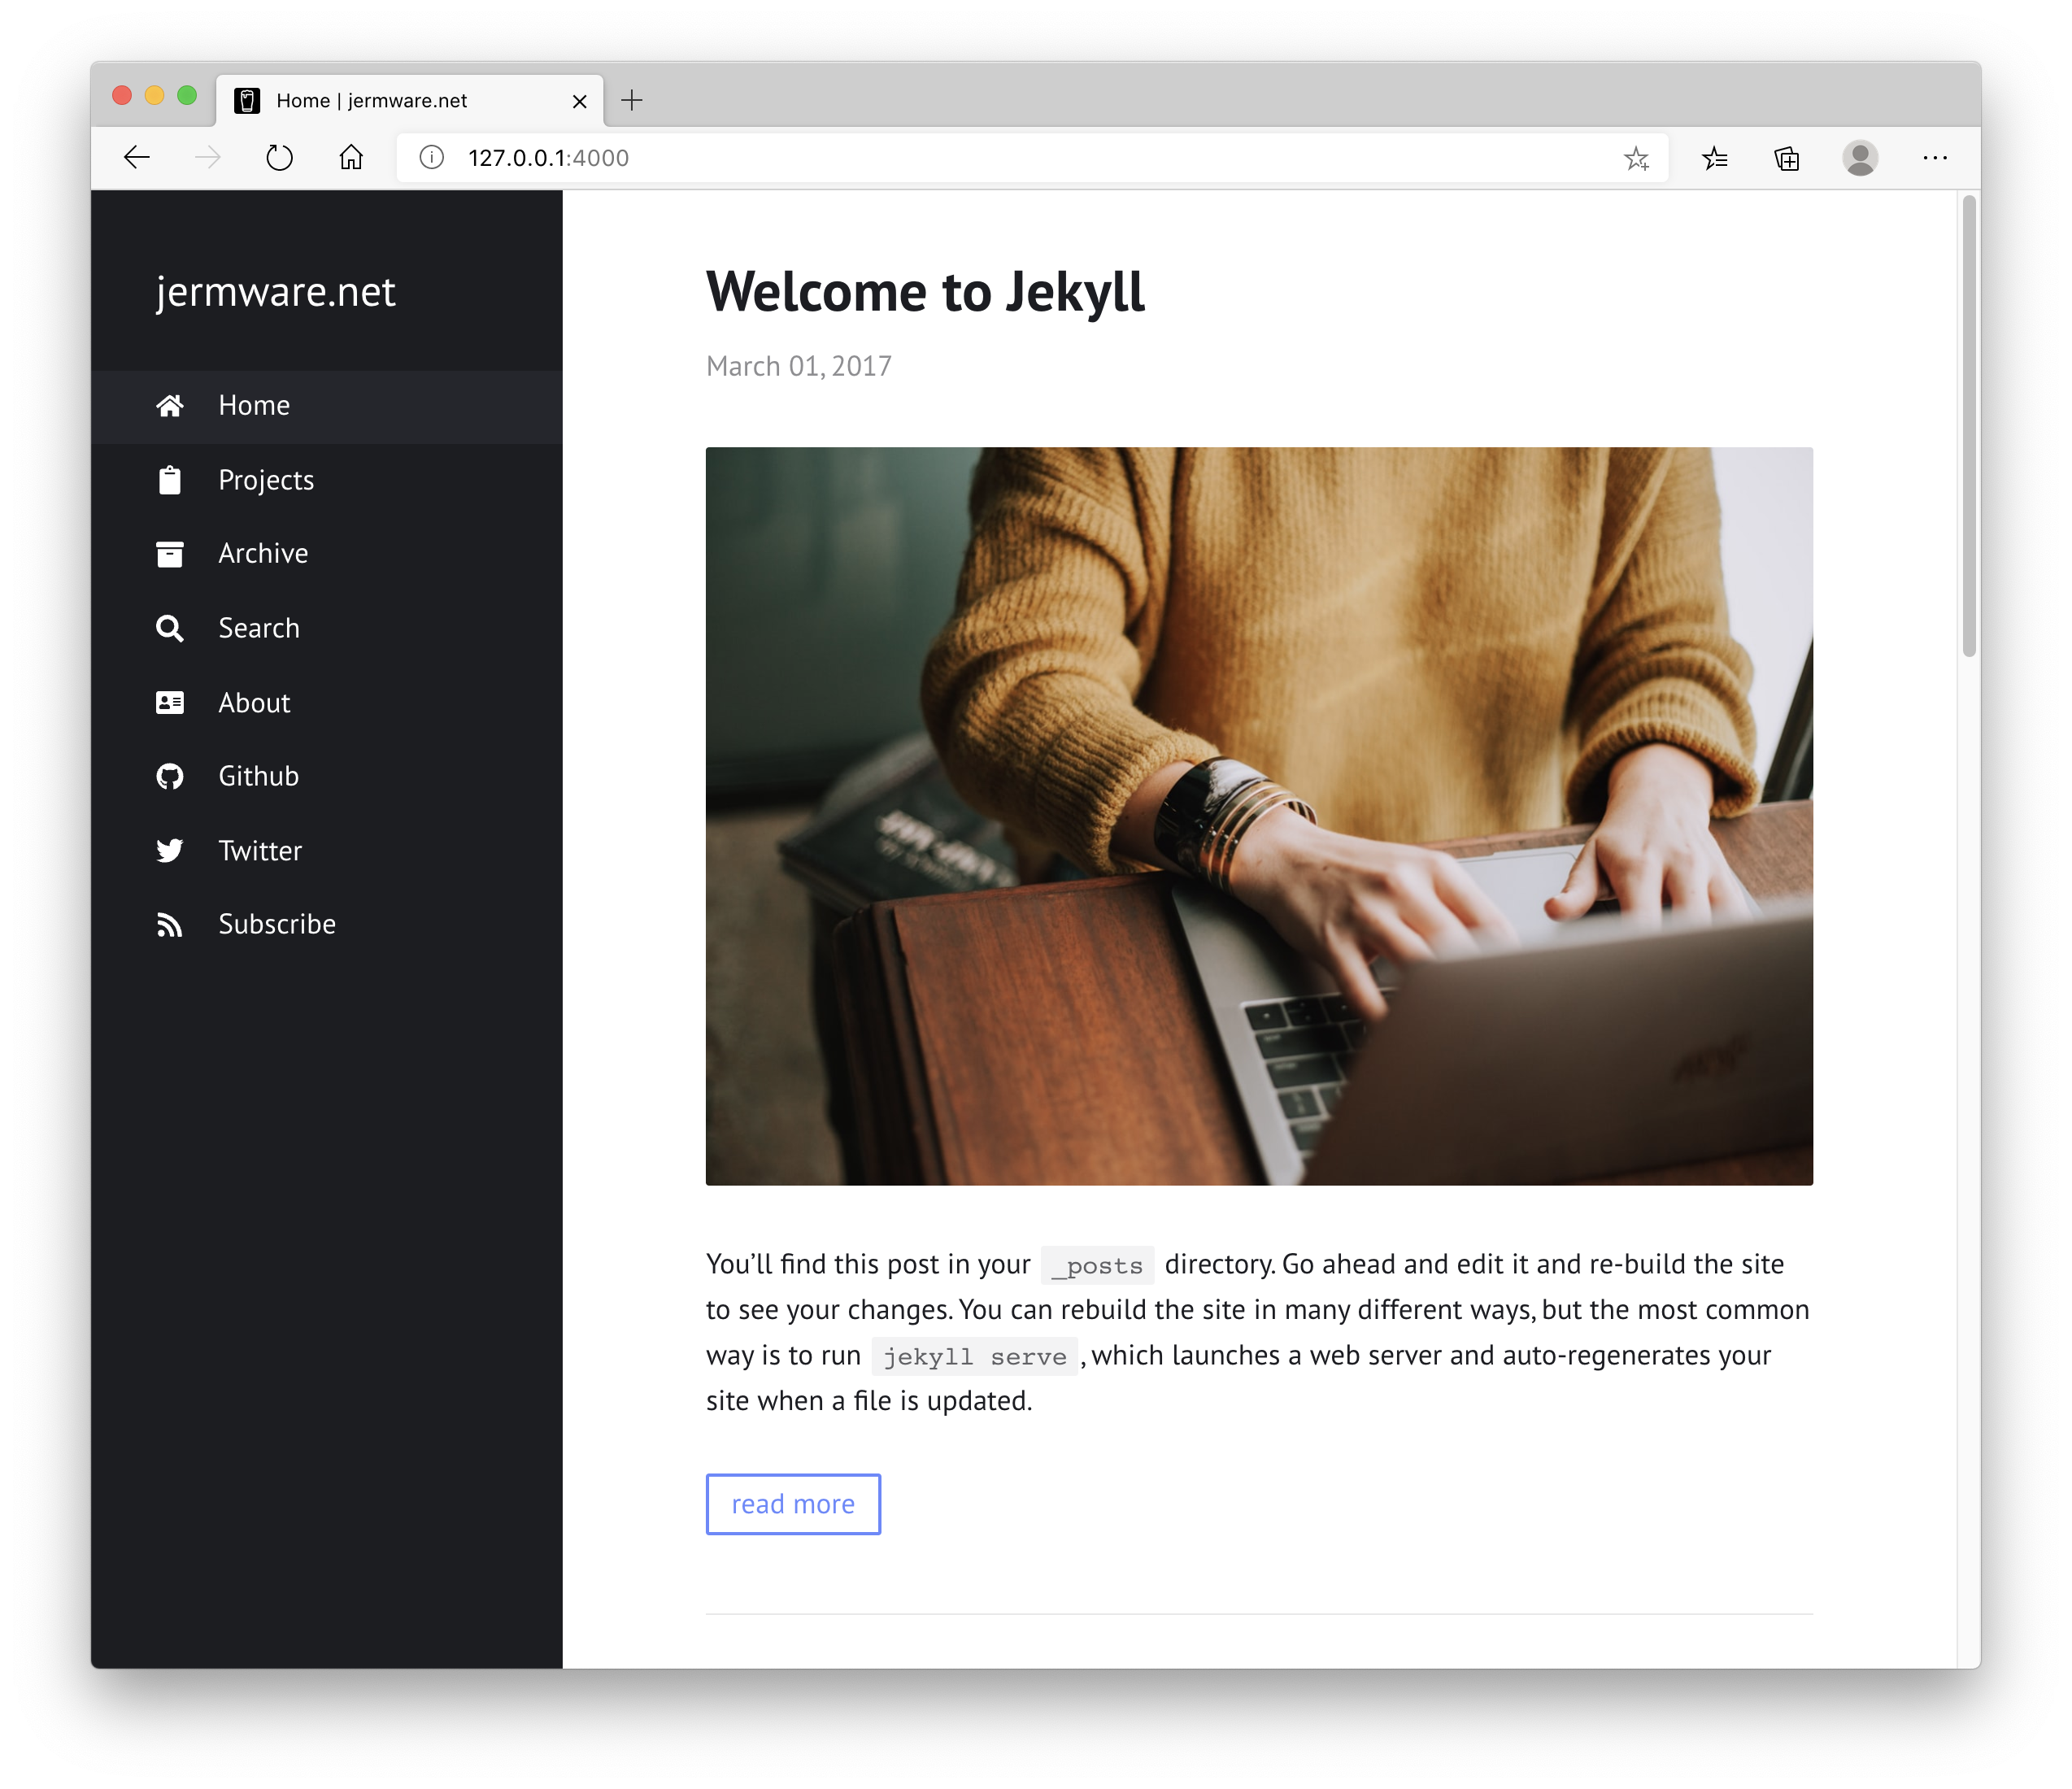 Home | jermware.net
127.0.0.1:4000
jermware.net
Home
Projects
Archive
Search
About
Github
Twitter
Subscribe
Welcome to Jekyll
March 01, 2017
You’ll find this post in your _posts directory. Go ahead and edit it and re-build the site
to see your changes. You can rebuild the site in many different ways, but the most common
way is to run jekyll serve , which launches a web server and auto-regenerates your
site when a file is updated.
read more